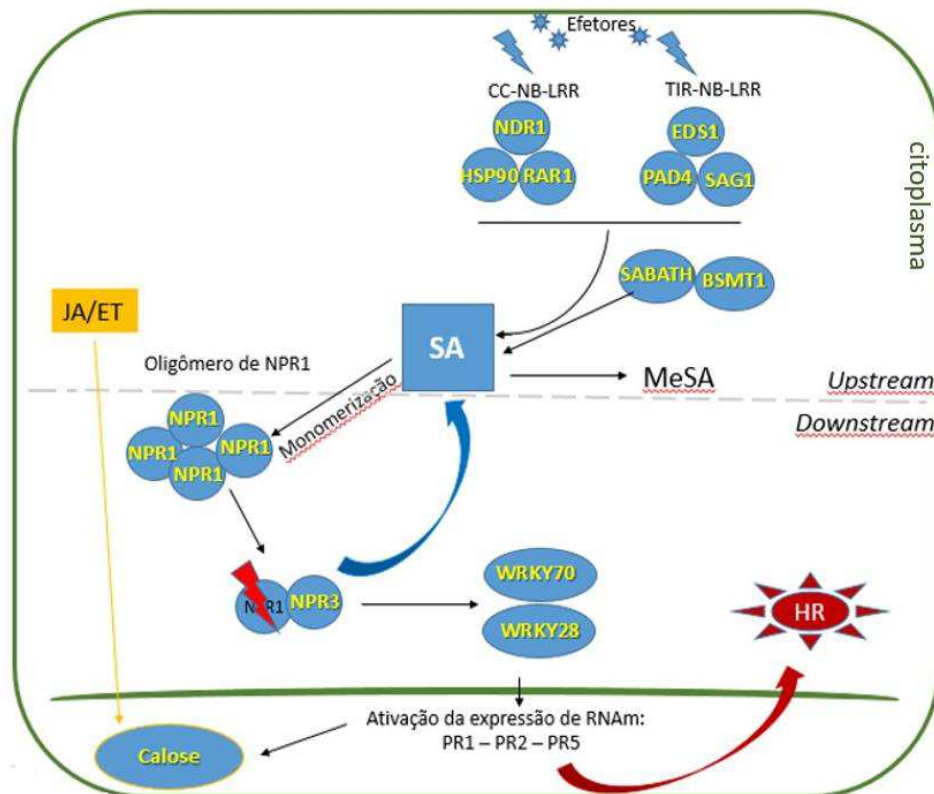 Efetores
CC-NB-LRR
TIR-NB-LRR
NDR1
EDS1
HSP90
RAR1
PAD4
SAG1
citoplasma
SABATH
BSMT1
JA/ET
SA
Oligômero de NPR1
MeSA
Upstream
Monomerização
Downstream
NPR1
NPR1
NPR1
NPR1
WRKY70
NPR1
NPR3
HR
WRKY28
Ativação da expressão de RNAm:
PR1 – PR2 – PR5
Calose